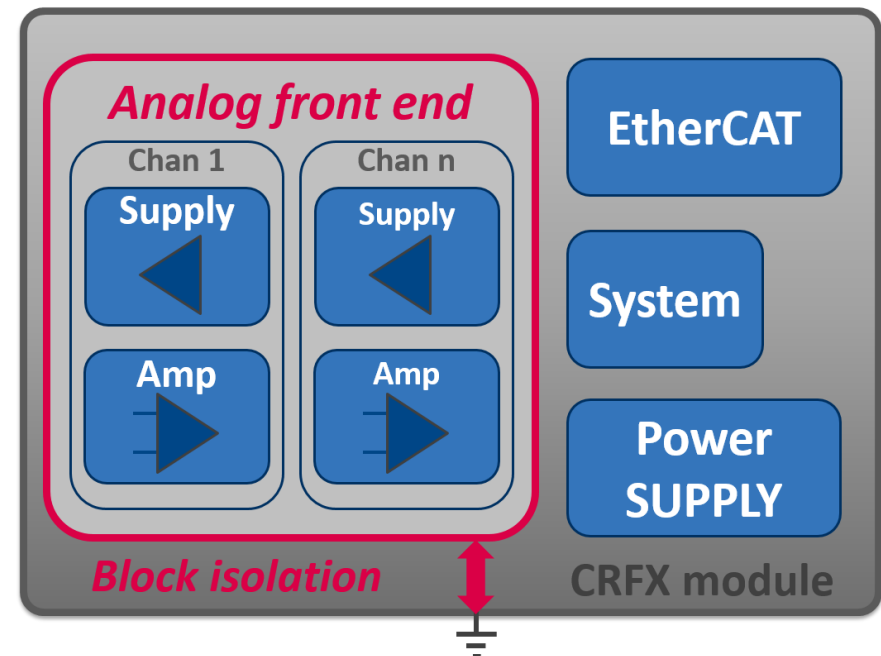 Analog front end
Chan 1
Chan n
Supply
Supply
Amp
Amp
Block isolation
EtherCAT
System
Power
SUPPLY
CRFX module